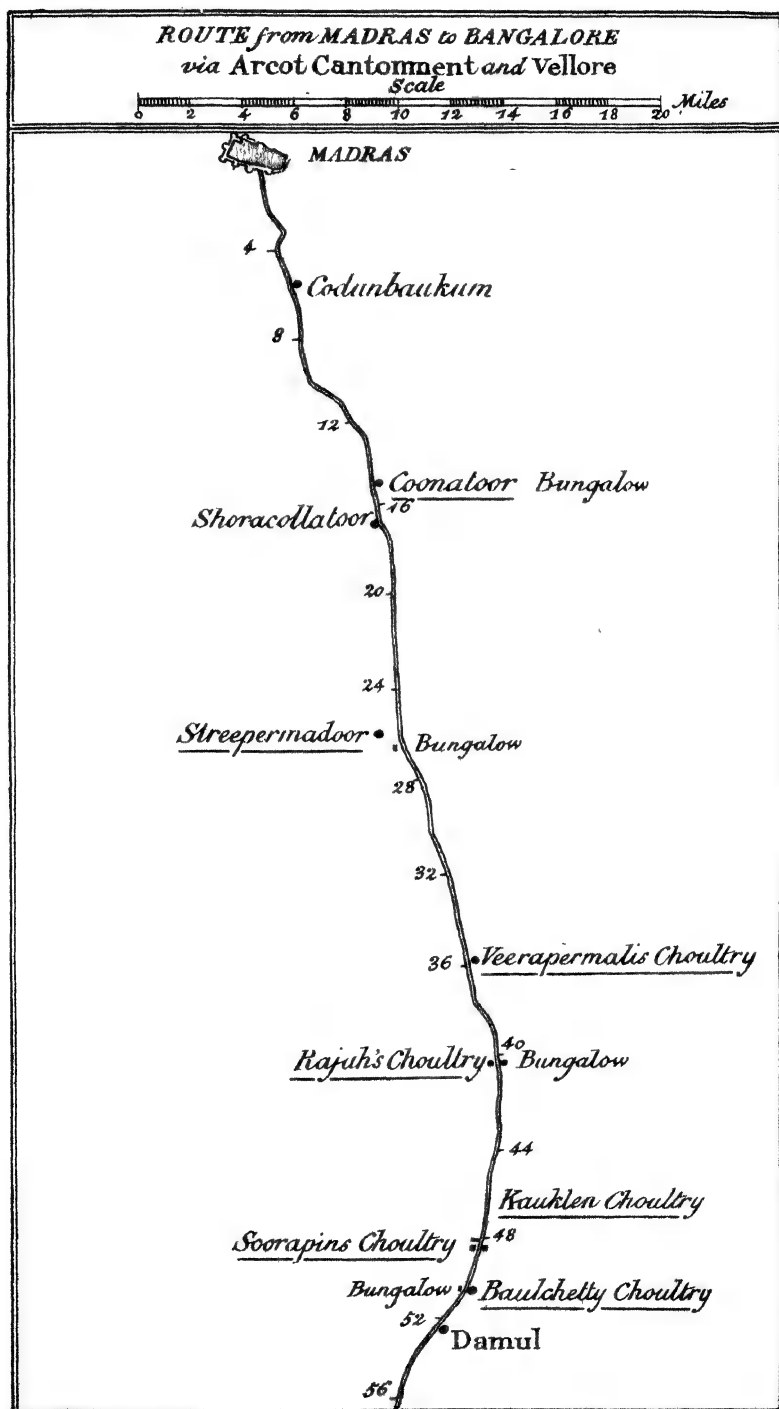 ROUTE from MADRAS to BANGALORE
via Arcot Cantonment and Vellore
Scale
0 2 4 6 8 10 12 14 16 18 20 Miles
MADRAS
4
Codunbaukum
8
12
Coonatoor Bungalow
16
Shoracollatoor
20
24
Streepermadoor
Bungalow
28
32
Veerapermalis Choultry
36
40
Rajah's Choultry Bungalow
44
Kauklen Choultry
48
Soorapins Choultry
Bungalow Baulchetty Choultry
52
Damul
56